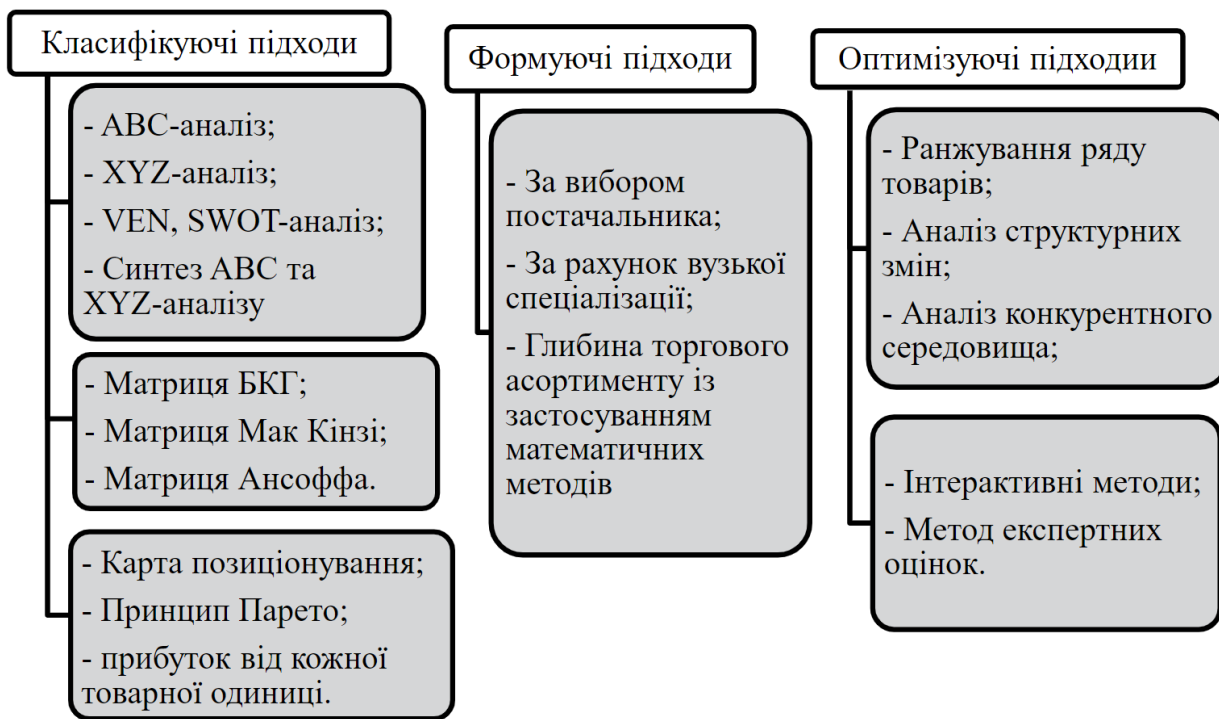 Класифікуючі підходи
- ABC-аналіз;
- XYZ-аналіз;
- VEN, SWOT-аналіз;
- Синтез ABC та
XYZ-аналізу
- Матриця БКГ;
- Матриця Мак Кінзі;
- Матриця Ансоффа.
- Карта позиціонування;
- Принцип Парето;
- прибуток від кожної
товарної одиниці.
Формуючі підходи
- За вибором
постачальника;
- За рахунок вузької
спеціалізації;
- Глибина торгового
асортименту із
застосуванням
математичних
методів
Оптимізуючі підходии
- Ранжування ряду
товарів;
- Аналіз структурних
змін;
- Аналіз конкурентного
середовища;
- Інтерактивні методи;
- Метод експертних
оцінок.